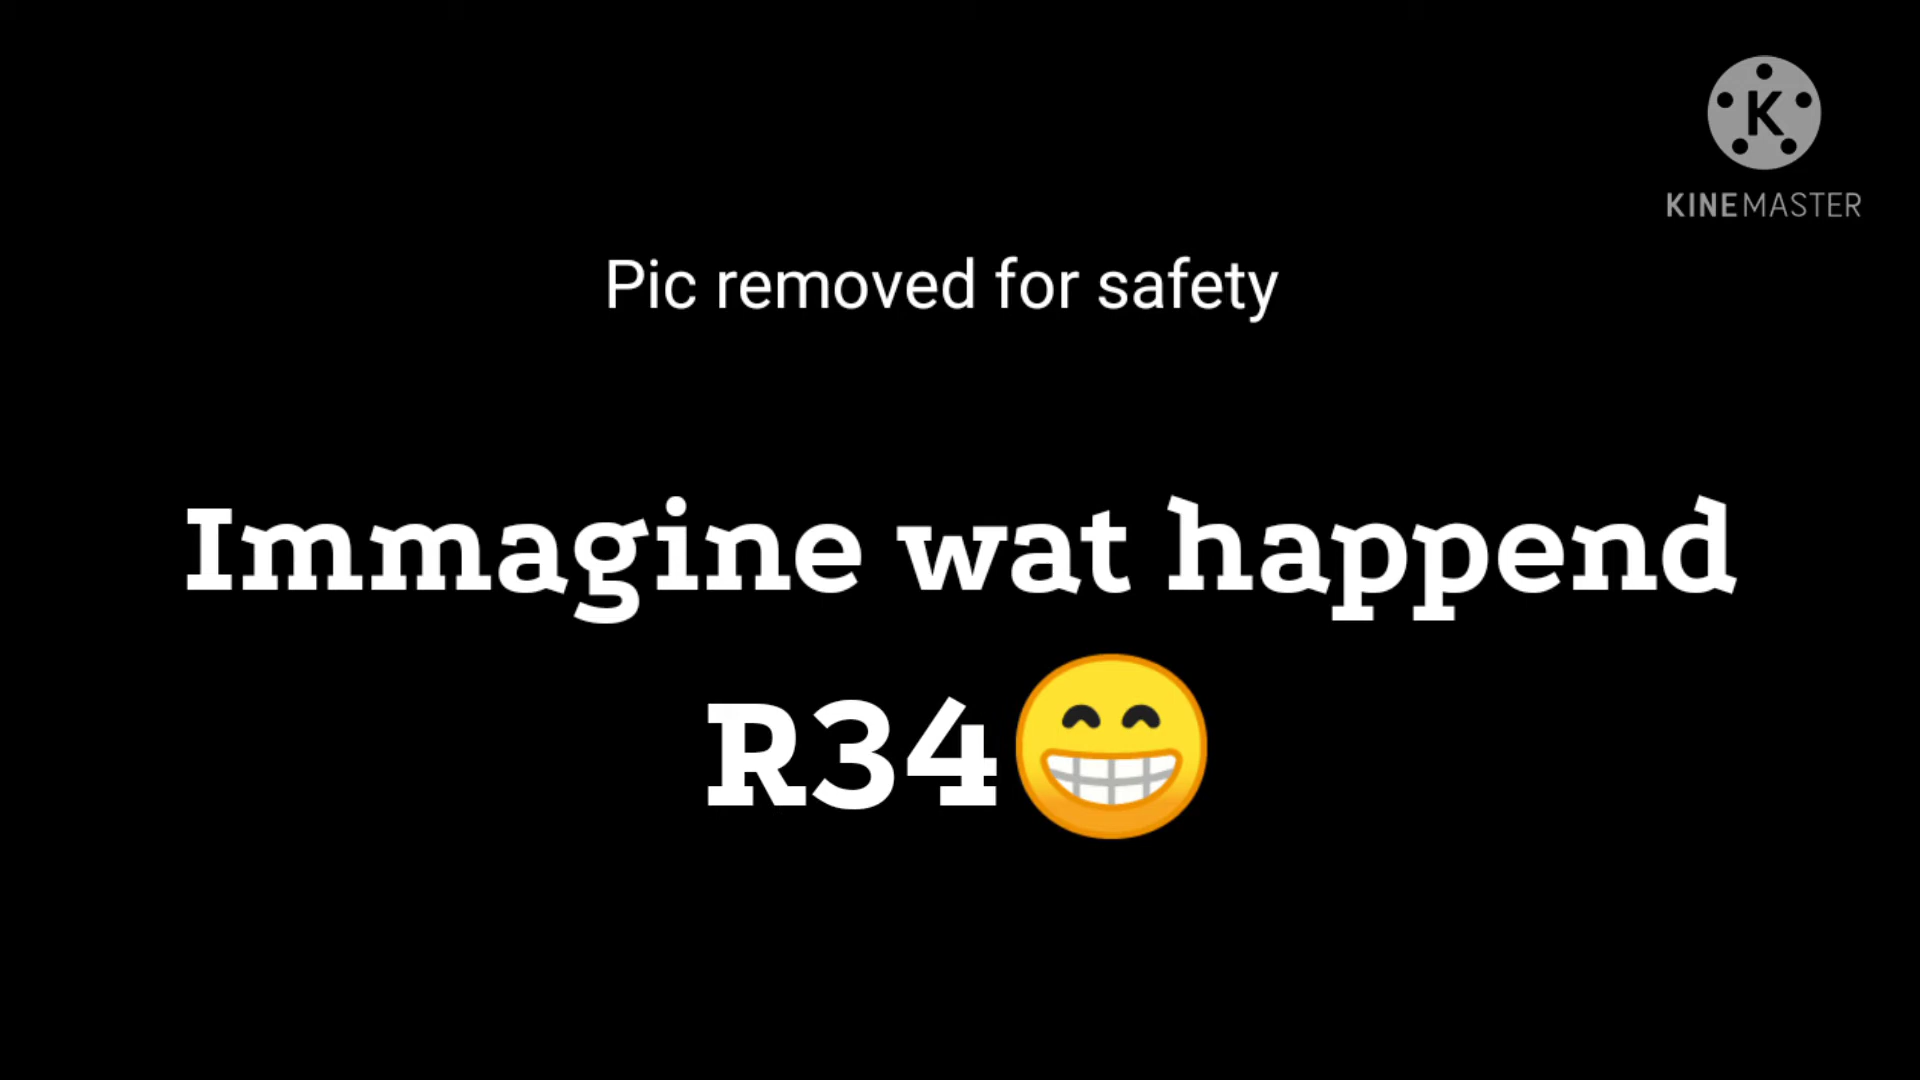 K
KINEMASTER
Pic removed for safety
Immagine wat happend
R34😁